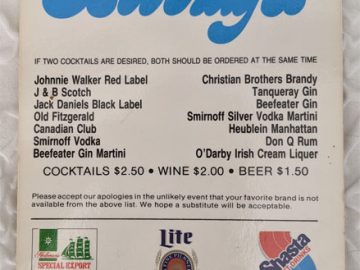 IF TWO COCKTAILS ARE DESIRED, BOTH SHOULD BE ORDERED AT THE SAME TIME
Johnnie Walker Red Label
J & B Scotch
Jack Daniels Black Label
Old Fitzgerald
Canadian Club
Smirnoff Vodka
Beefeater Gin Martini
Christian Brothers Brandy
Tanqueray Gin
Beefeater Gin
Smirnoff Silver Vodka Martini
Heublein Manhattan
Don Q Rum
O'Darby Irish Cream Liquer
COCKTAILS $2.50 • WINE $2.00 • BEER $1.50
Please accept our apologies in the unlikely event that your favorite brand is not
available from the above list. We hope a substitute will be acceptable.
SPECIAL EXPORT
Lite
Shasta